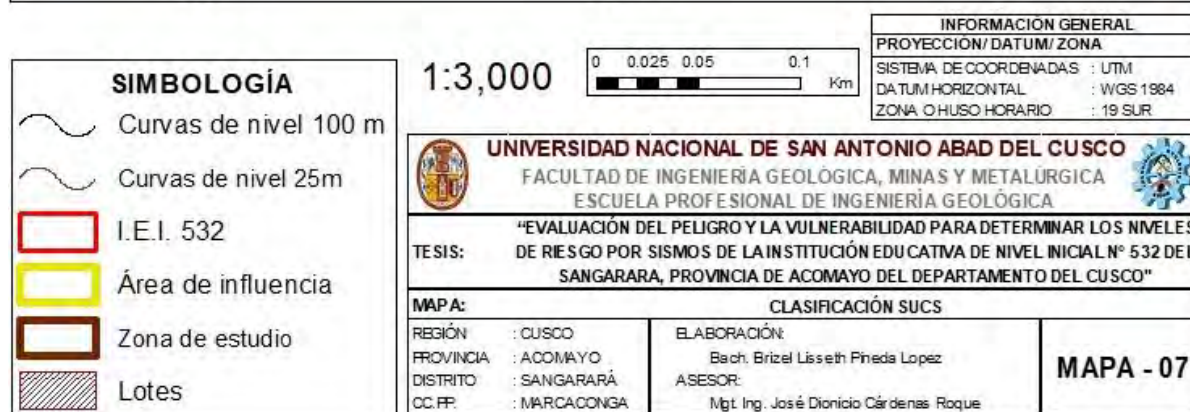 SIMBOLOGÍA
Curvas de nivel 100 m
Curvas de nivel 25m
I.E.I. 532
Área de influencia
Zona de estudio
Lotes
1:3,000
0 0.025 0.05 0.1
Km
INFORMACIÓN GENERAL
PROYECCIÓN/ DATUM/ ZONA
SISTEMA DE COORDENADAS : UTM
DATUM HORIZONTAL : WGS 1984
ZONA O HUSO HORARIO : 19 SUR
UNIVERSIDAD NACIONAL DE SAN ANTONIO ABAD DEL CUSCO
FACULTAD DE INGENIERÍA GEOLÓGICA, MINAS Y METALÚRGICA
ESCUELA PROFESIONAL DE INGENIERÍA GEOLÓGICA
TESIS:
"EVALUACIÓN DEL PELIGRO Y LA VULNERABILIDAD PARA DETERMINAR LOS NIVELES
DE RIESGO POR SISMOS DE LA INSTITUCIÓN EDUCATIVA DE NIVEL INICIAL N° 532 DE
SANGARARA, PROVINCIA DE ACOMAYO DEL DEPARTAMENTO DEL CUSCO"
MAPA: CLASIFICACIÓN SUCS
REGIÓN : CUSCO
PROVINCIA : ACOMAYO
DISTRITO : SANGARARÁ
CC.PP. : MARCACONGA
ELABORACIÓN:
Bach. Brizel Lisseth Pineda Lopez
ASESOR:
Mgt. Ing. José Dionicio Cárdenas Roque
MAPA - 07